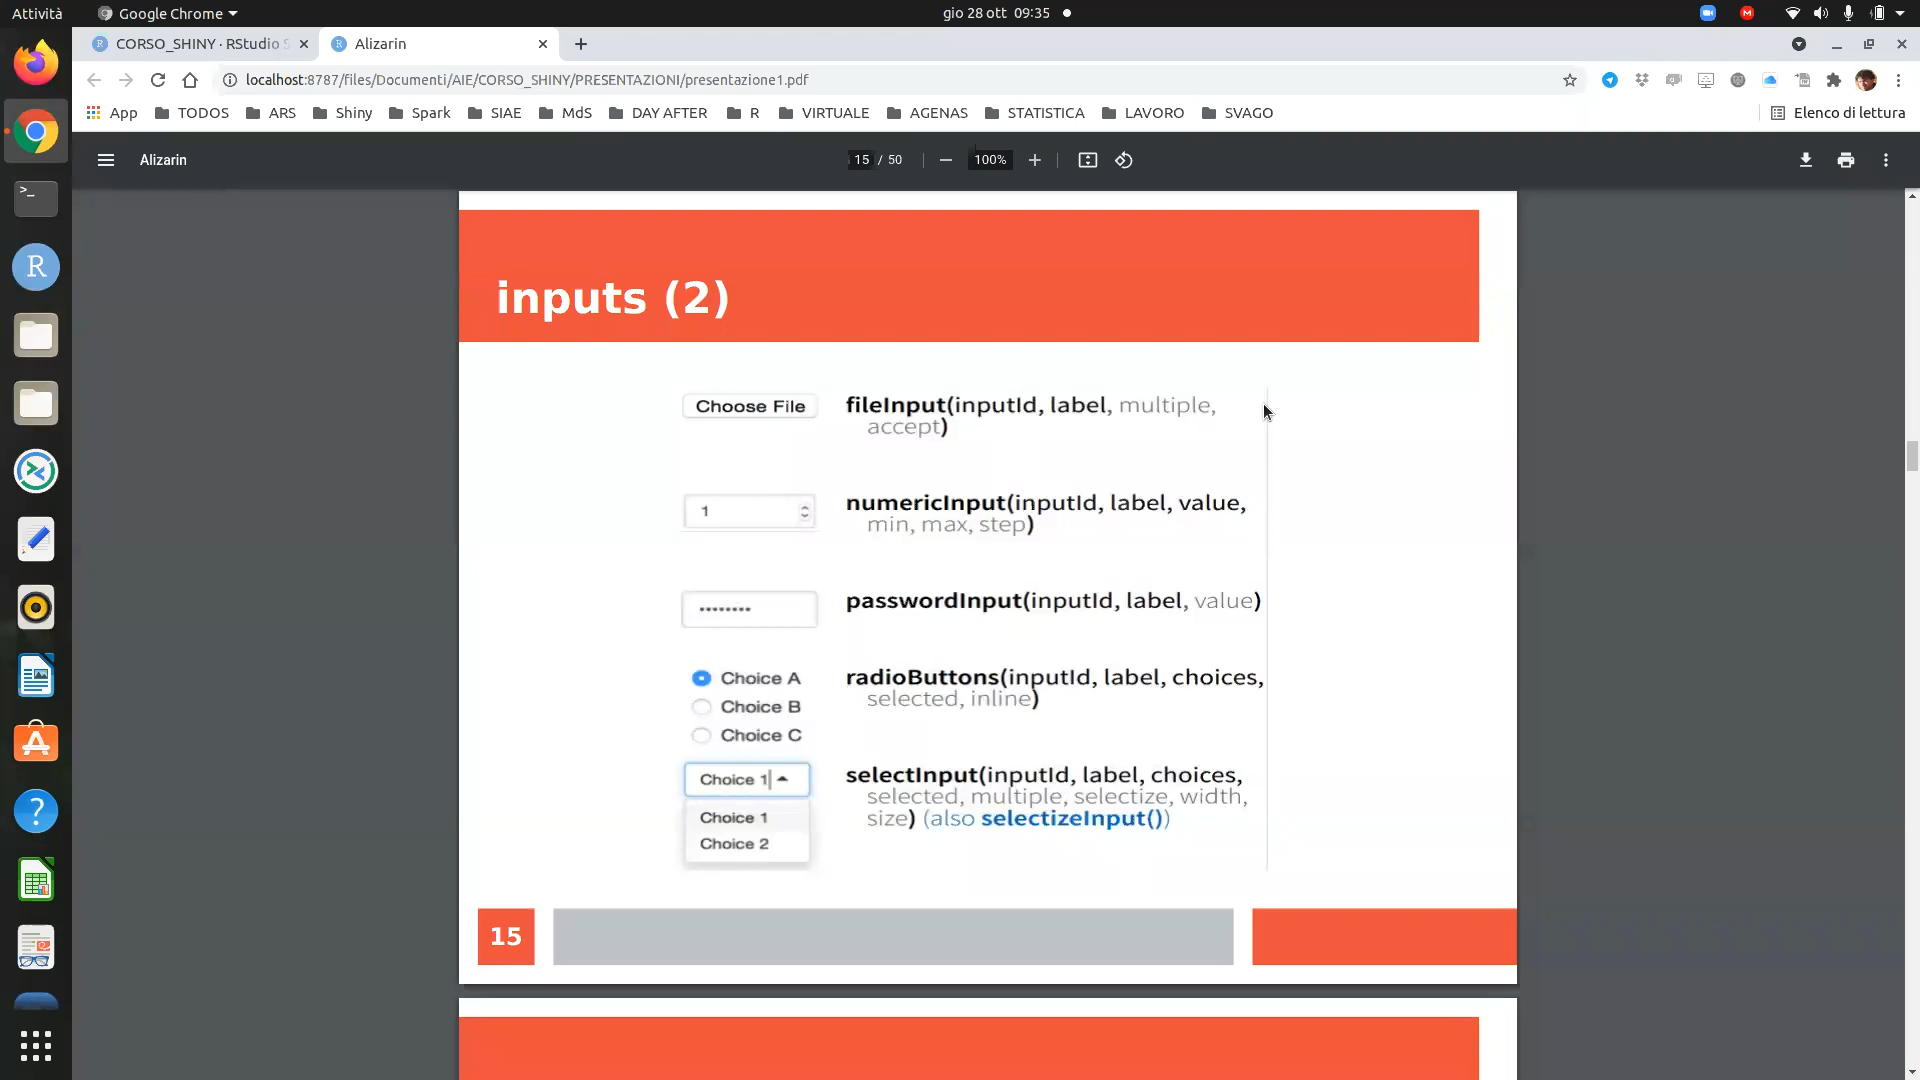 Attività
Google Chrome
gio 28 ott 09:35
CORSO_SHINY · RStudio S
Alizarin
localhost:8787/files/Documenti/AIE/CORSO_SHINY/PRESENTAZIONI/presentazione1.pdf
App TODOS ARS Shiny Spark SIAE MdS DAY AFTER R VIRTUALE AGENAS STATISTICA LAVORO SVAGO Elenco di lettura
Alizarin
15 / 50
100%
inputs (2)
Choose File
fileInput(inputId, label, multiple,
accept)
1
numericInput(inputId, label, value,
min, max, step)
passwordInput(inputId, label, value)
Choice A
Choice B
Choice C
radioButtons(inputId, label, choices,
selected, inline)
Choice 1
Choice 1
Choice 2
selectInput(inputId, label, choices,
selected, multiple, selectize, width,
size) (also selectizeInput())
15